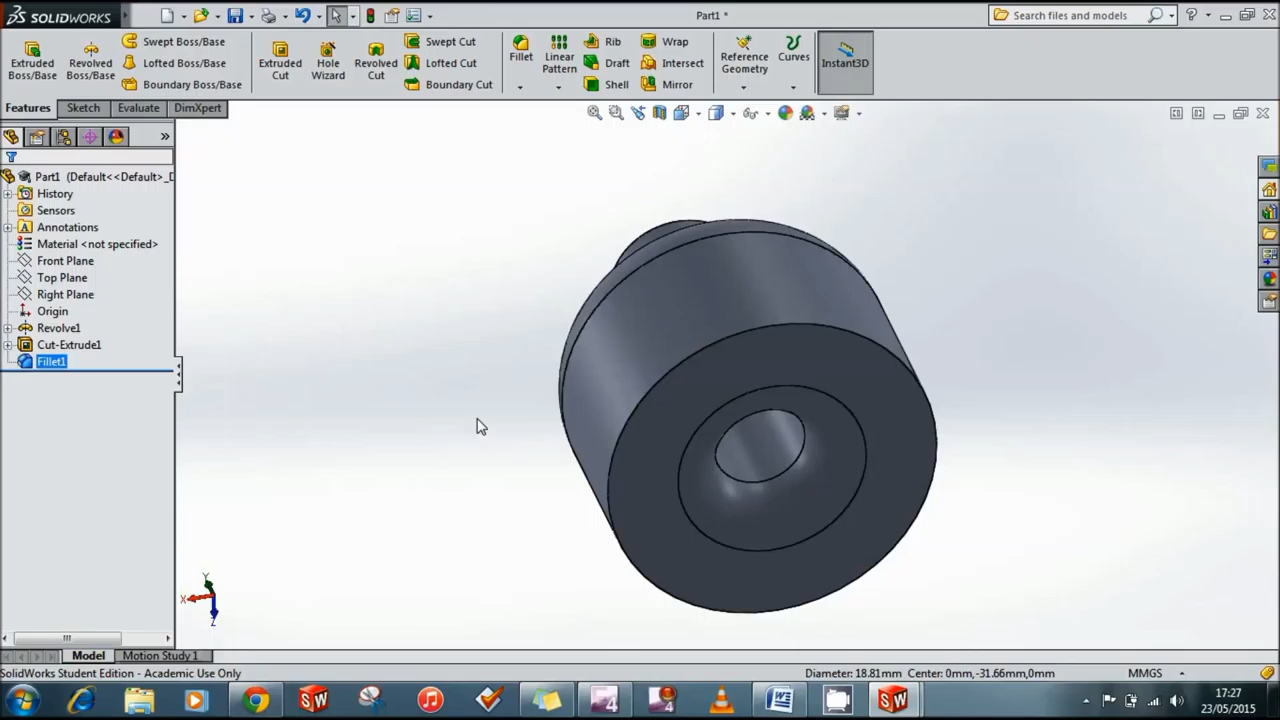 SOLIDWORKS
Part1 *
Search files and models
Extruded Boss/Base
Revolved Boss/Base
Swept Boss/Base
Lofted Boss/Base
Boundary Boss/Base
Extruded Cut
Hole Wizard
Revolved Cut
Swept Cut
Lofted Cut
Boundary Cut
Fillet
Linear Pattern
Rib
Draft
Shell
Wrap
Intersect
Mirror
Reference Geometry
Curves
Instant3D
Features
Sketch
Evaluate
DimXpert
Part1 (Default<<Default>_D
History
Sensors
Annotations
Material <not specified>
Front Plane
Top Plane
Right Plane
Origin
Revolve1
Cut-Extrude1
Fillet1
Y
X
Z
Model
Motion Study 1
SolidWorks Student Edition - Academic Use Only
Diameter: 18.81mm Center: 0mm,-31.66mm,0mm
MMGS
17:27
23/05/2015